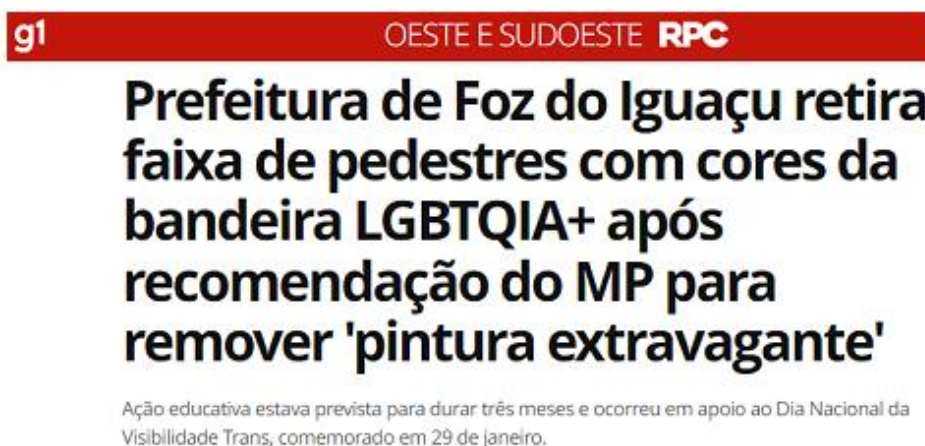 g1 OESTE E SUDOESTE RPC
Prefeitura de Foz do Iguaçu retira
faixa de pedestres com cores da
bandeira LGBTQIA+ após
recomendação do MP para
remover 'pintura extravagante'
Ação educativa estava prevista para durar três meses e ocorreu em apoio ao Dia Nacional da
Visibilidade Trans, comemorado em 29 de janeiro.